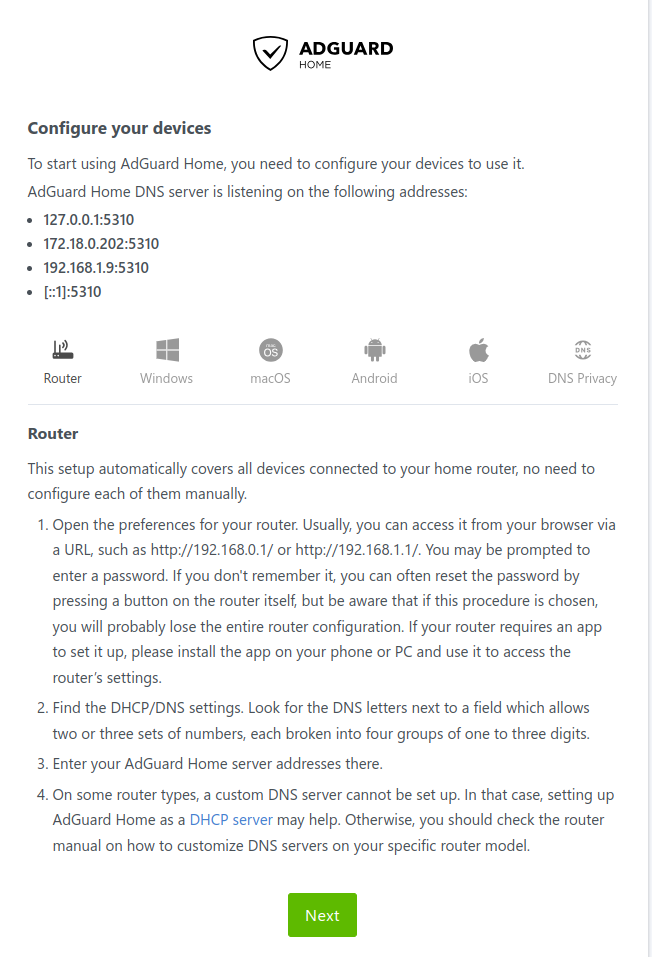 ADGUARD
HOME
Configure your devices
To start using AdGuard Home, you need to configure your devices to use it.
AdGuard Home DNS server is listening on the following addresses:
• 127.0.0.1:5310
• 172.18.0.202:5310
• 192.168.1.9:5310
• [::1]:5310
mac OS
DNS
Router Windows macOS Android iOS DNS Privacy
Router
This setup automatically covers all devices connected to your home router, no need to
configure each of them manually.
1. Open the preferences for your router. Usually, you can access it from your browser via
a URL, such as http://192.168.0.1/ or http://192.168.1.1/. You may be prompted to
enter a password. If you don't remember it, you can often reset the password by
pressing a button on the router itself, but be aware that if this procedure is chosen,
you will probably lose the entire router configuration. If your router requires an app
to set it up, please install the app on your phone or PC and use it to access the
router’s settings.
2. Find the DHCP/DNS settings. Look for the DNS letters next to a field which allows
two or three sets of numbers, each broken into four groups of one to three digits.
3. Enter your AdGuard Home server addresses there.
4. On some router types, a custom DNS server cannot be set up. In that case, setting up
AdGuard Home as a DHCP server may help. Otherwise, you should check the router
manual on how to customize DNS servers on your specific router model.
Next